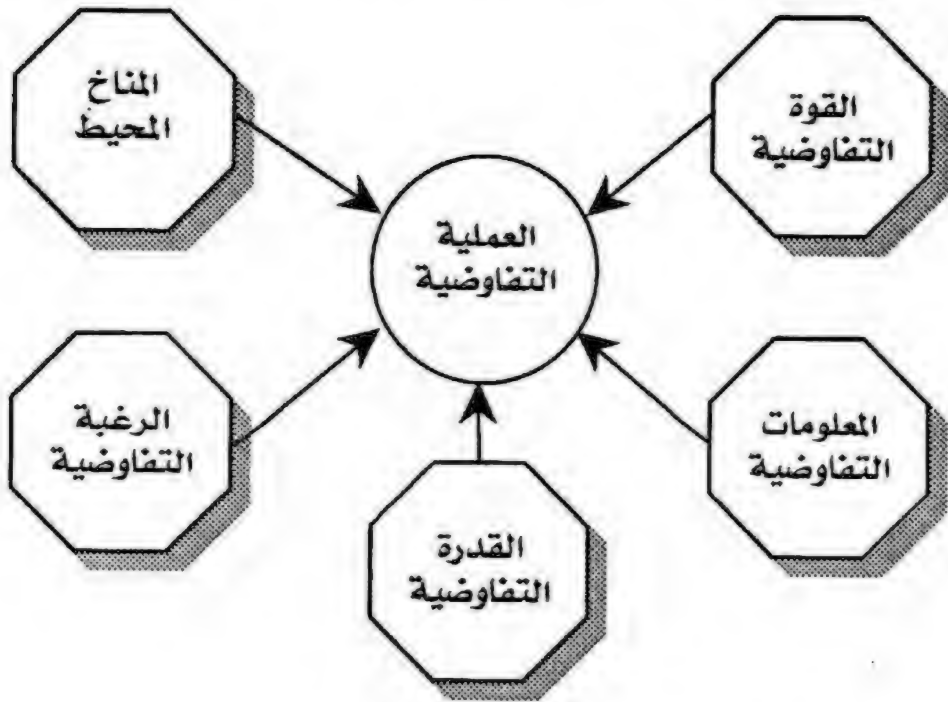 القوة
التفاوضية
المناخ
المحيط
العملية
التفاوضية
المعلومات
التفاوضية
الرغبة
التفاوضية
القدرة
التفاوضية